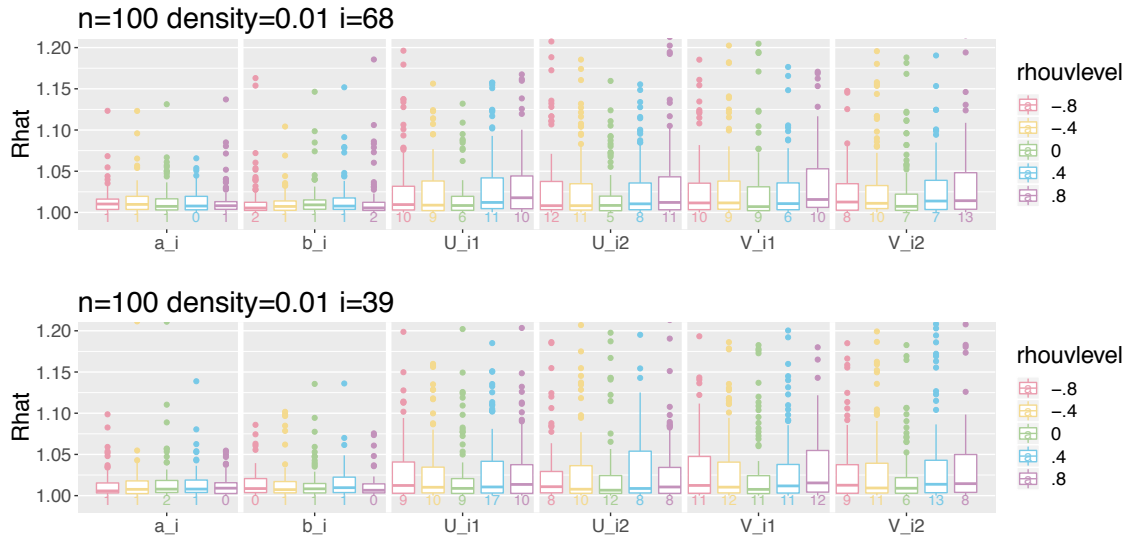 n=100 density=0.01 i=68
Rhat
1.20
1.15
1.10
1.05
1.00
1 1 1 0 1 2 1 1 1 2 10 9 6 11 10 12 11 5 8 11 10 9 9 6 10 8 10 7 7 13
a_i b_i U_i1 U_i2 V_i1 V_i2
rhouvlevel
a -.8
a -.4
a 0
a .4
a .8
n=100 density=0.01 i=39
Rhat
1.20
1.15
1.10
1.05
1.00
1 1 2 1 0 0 1 0 1 0 9 10 9 17 10 8 10 12 8 8 11 12 11 11 12 9 11 6 13 8
a_i b_i U_i1 U_i2 V_i1 V_i2
rhouvlevel
a -.8
a -.4
a 0
a .4
a .8